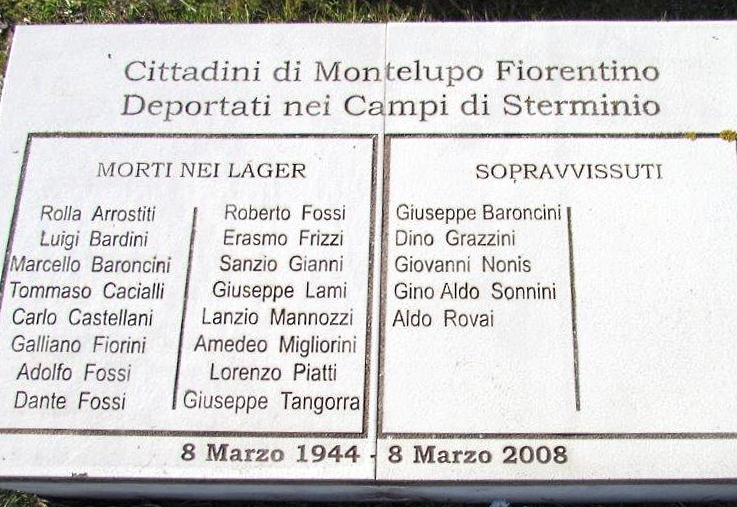 Cittadini di Montelupo Fiorentino
Deportati nei Campi di Sterminio
MORTI NEI LAGER
Rolla Arrostiti
Luigi Bardini
Marcello Baroncini
Tommaso Cacialli
Carlo Castellani
Galliano Fiorini
Adolfo Fossi
Dante Fossi
Roberto Fossi
Erasmo Frizzi
Sanzio Gianni
Giuseppe Lami
Lanzio Mannozzi
Amedeo Migliorini
Lorenzo Piatti
Giuseppe Tangorra
SOPRAVVISSUTI
Giuseppe Baroncini
Dino Grazzini
Giovanni Nonis
Gino Aldo Sonnini
Aldo Rovai
8 Marzo 1944 - 8 Marzo 2008